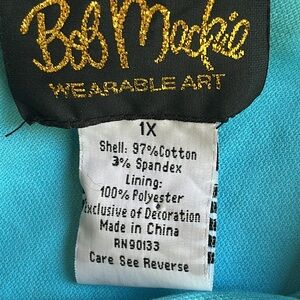 Bob Mackie
WEARABLE ART
1X
Shell: 97%Cotton
3% Spandex
Lining:
100% Polyester
Exclusive of Decoration
Made in China
RN90133
Care See Reverse